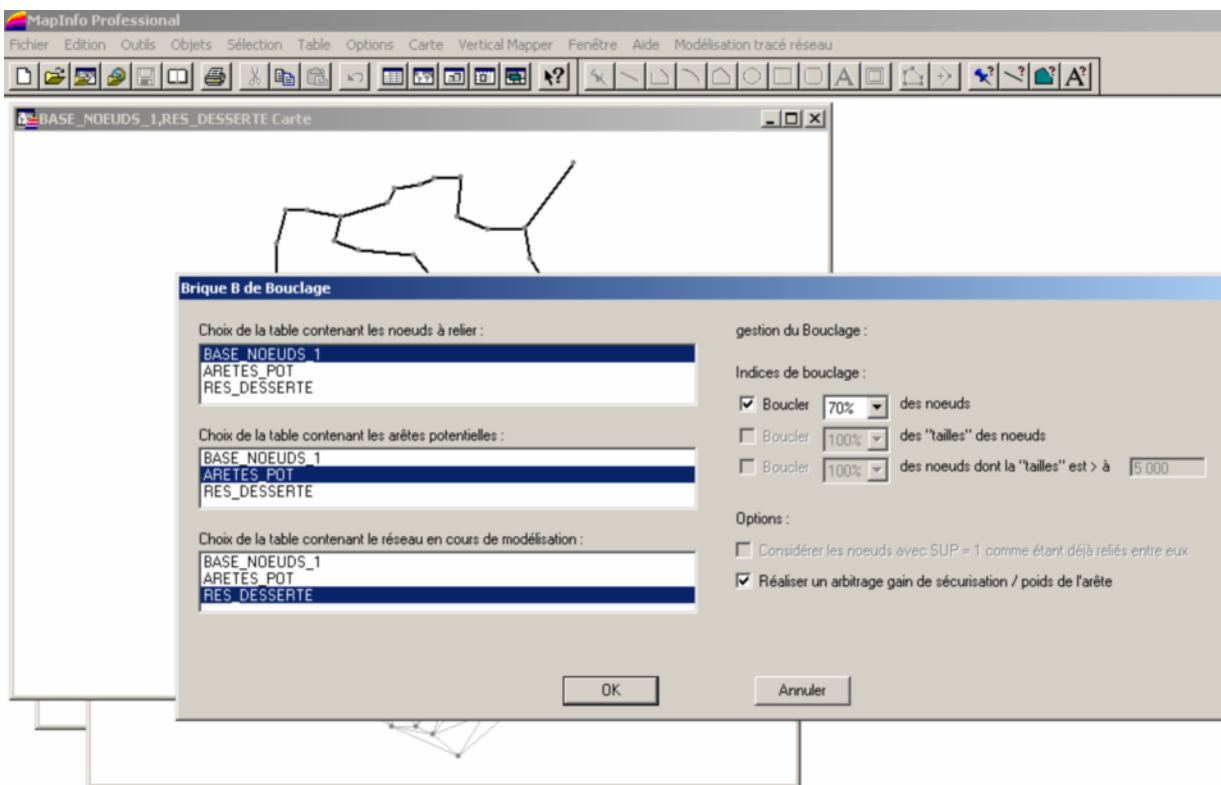 MapInfo Professional
Fichier Edition Outils Objets Sélection Table Options Carte Vertical Mapper Fenêtre Aide Modélisation tracé réseau
BASE_NOEUDS_1,RES_DESSERTE Carte
Brique B de Bouclage
Choix de la table contenant les noeuds à relier :
BASE_NOEUDS_1
ARETES_POT
RES_DESSERTE
Choix de la table contenant les arêtes potentielles :
BASE_NOEUDS_1
ARETES_POT
RES_DESSERTE
Choix de la table contenant le réseau en cours de modélisation :
BASE_NOEUDS_1
ARETES_POT
RES_DESSERTE
gestion du Bouclage :
Indices de bouclage :
Boucler 70% des noeuds
Boucler 100% des "tailles" des noeuds
Boucler 100% des noeuds dont la "tailles" est > à 5 000
Options :
Considérer les noeuds avec SUP = 1 comme étant déjà reliés entre eux
Réaliser un arbitrage gain de sécurisation / poids de l'arête
OK Annuler